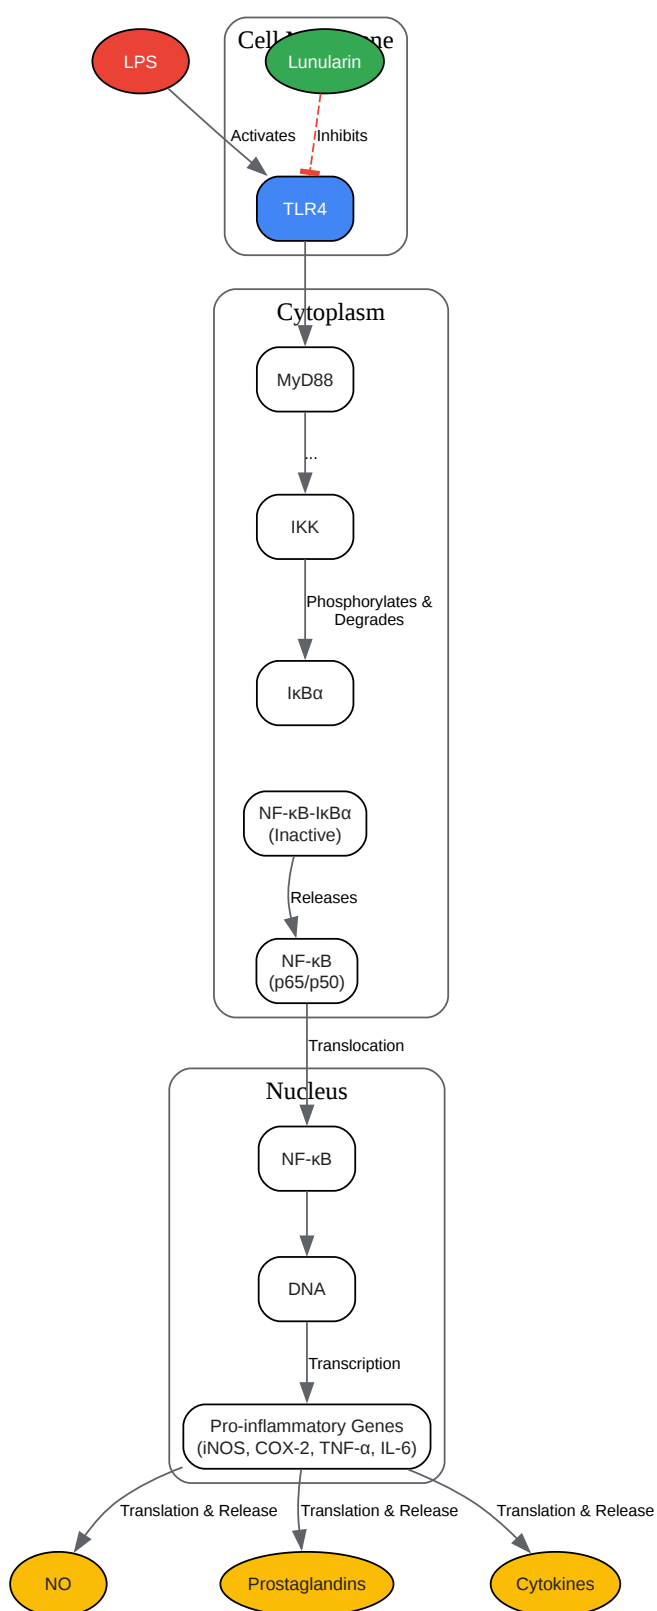 Cell
ne
LPS
Lunularin
Activates
Inhibits
TLR4
Cytoplasm
MyD88
...
IKK
Phosphorylates &
Degrades
IκBα
NF-κB-IκBα
(Inactive)
Releases
NF-κB
(p65/p50)
Translocation
Nucleus
NF-κB
DNA
Transcription
Pro-inflammatory Genes
(iNOS, COX-2, TNF-α, IL-6)
Translation & Release
Translation & Release
Translation & Release
NO
Prostaglandins
Cytokines